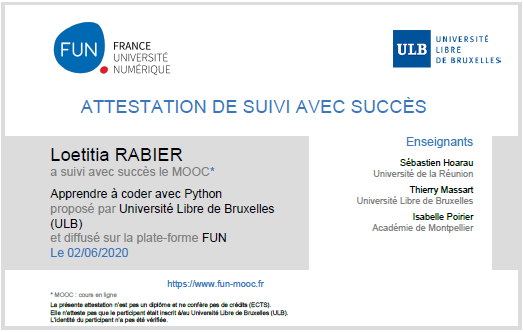 FUN
FRANCE
UNIVERSITÉ
NUMÉRIQUE
ULB
UNIVERSITÉ
LIBRE
DE BRUXELLES
ATTESTATION DE SUIVI AVEC SUCCÈS
Loetitia RABIER
a suivi avec succès le MOOC*
Apprendre à coder avec Python
proposé par Université Libre de Bruxelles
(ULB)
et diffusé sur la plate-forme FUN
Le 02/06/2020
Enseignants
Sébastien Hoarau
Université de la Réunion
Thierry Massart
Université Libre de Bruxelles
Isabelle Poirier
Académie de Montpellier
https://www.fun-mooc.fr
* MOOC : cours en ligne
La présente attestation n'est pas un diplôme et ne confère pas de crédits (ECTS).
Elle n'atteste pas que le participant était inscrit à/au Université Libre de Bruxelles (ULB).
L'identité du participant n'a pas été vérifiée.